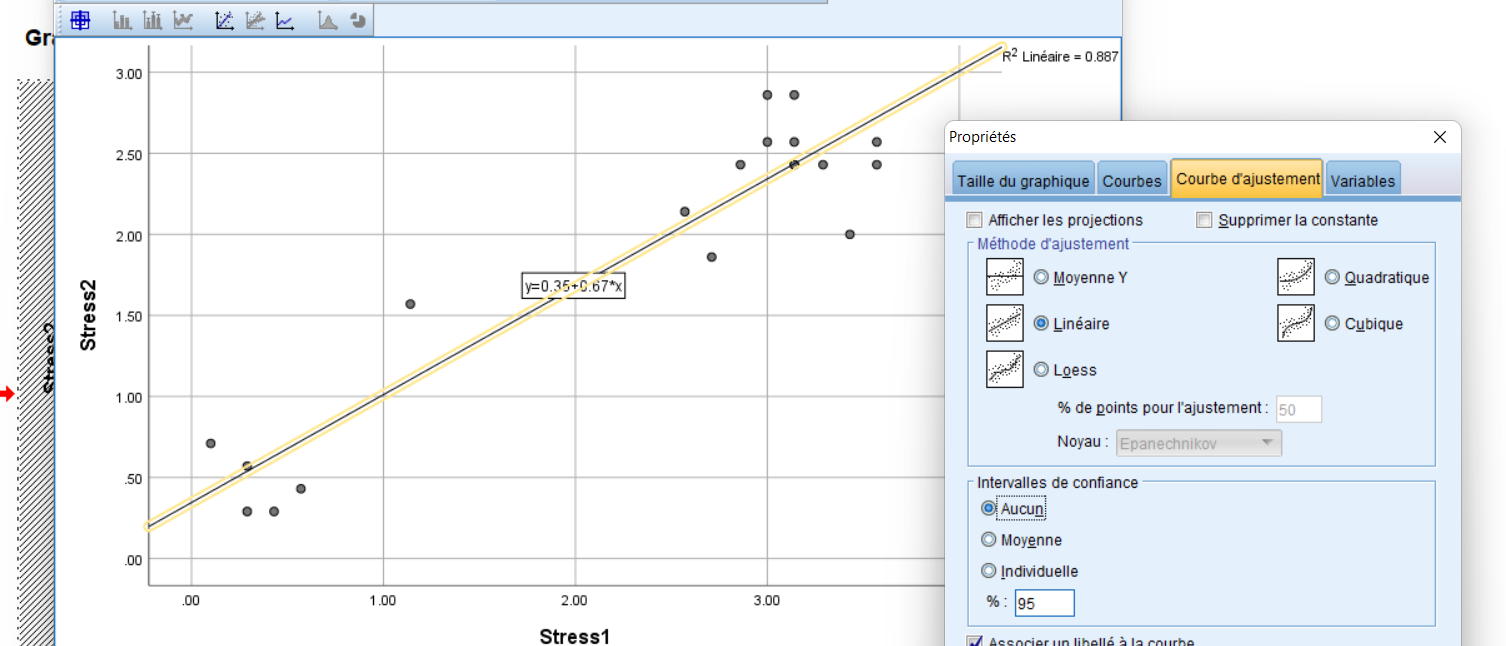 Gra
R² Linéaire = 0.887
3.00
2.50
2.00
1.50
1.00
.50
.00
Stress2
Stress2
y=0.35+0.67*x
.00 1.00 2.00 3.00
Stress1
Propriétés
Taille du graphique Courbes Courbe d'ajustement Variables
Afficher les projections Supprimer la constante
Méthode d'ajustement
Moyenne Y Quadratique
Linéaire Cubique
Loess
% de points pour l'ajustement : 50
Noyau : Epanechnikov
Intervalles de confiance
Aucun
Moyenne
Individuelle
% : 95
Associer un libellé à la courbe